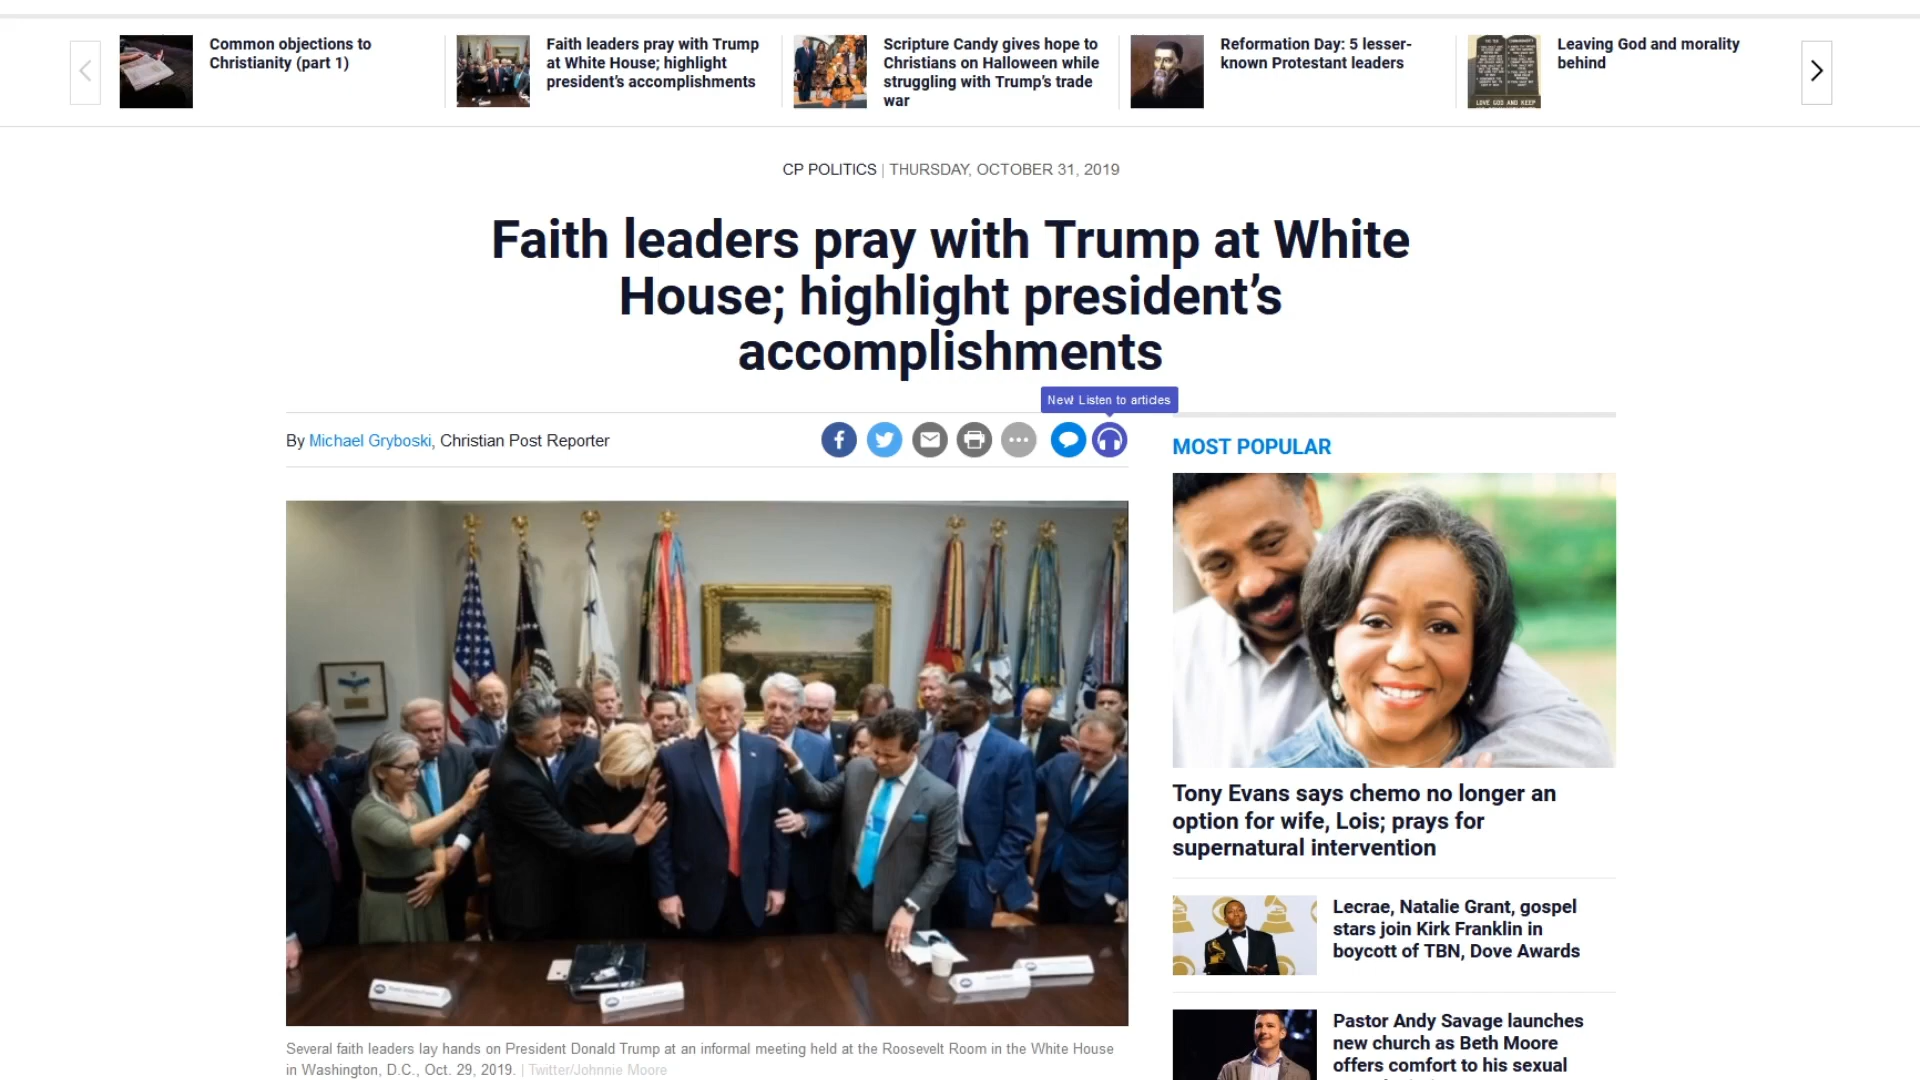 Common objections to
Christianity (part 1)
Faith leaders pray with Trump
at White House; highlight
president's accomplishments
Scripture Candy gives hope to
Christians on Halloween while
struggling with Trump's trade
war
Reformation Day: 5 lesser-
known Protestant leaders
LOVE GOD AND KEEP
Leaving God and morality
behind
CP POLITICS | THURSDAY, OCTOBER 31, 2019
Faith leaders pray with Trump at White
House; highlight president’s
accomplishments
New! Listen to articles
By Michael Gryboski, Christian Post Reporter
MOST POPULAR
Tony Evans says chemo no longer an
option for wife, Lois; prays for
supernatural intervention
Lecrae, Natalie Grant, gospel
stars join Kirk Franklin in
boycott of TBN, Dove Awards
Pastor Andy Savage launches
new church as Beth Moore
offers comfort to his sexual
Several faith leaders lay hands on President Donald Trump at an informal meeting held at the Roosevelt Room in the White House
in Washington, D.C., Oct. 29, 2019. | Twitter/Johnnie Moore